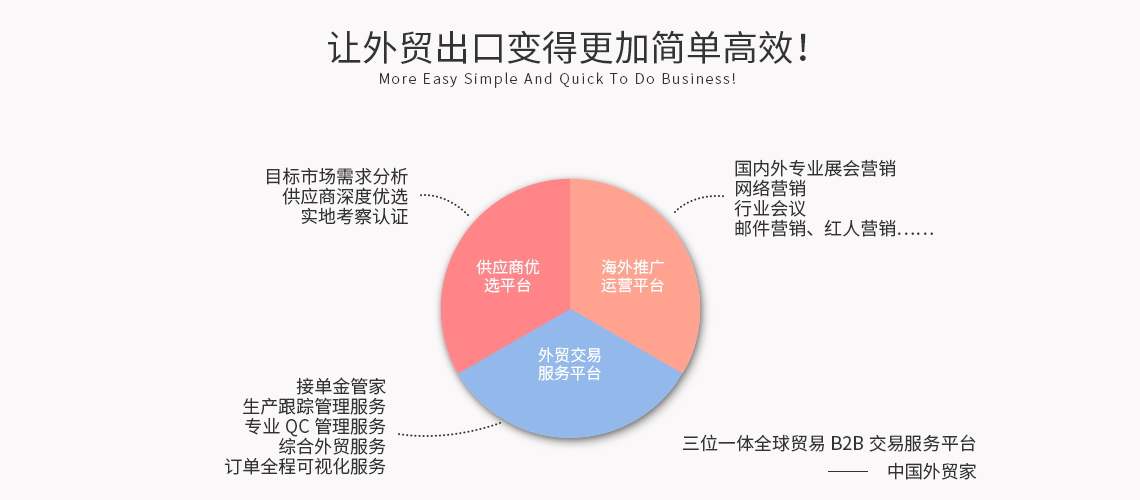 让外贸出口变得更加简单高效！
More Easy Simple And Quick To Do Business!
目标市场需求分析
供应商深度优选
实地考察认证
国内外专业展会营销
网络营销
行业会议
邮件营销、红人营销……
供应商优
选平台
海外推广
运营平台
外贸交易
服务平台
接单金管家
生产跟踪管理服务
专业 QC 管理服务
综合外贸服务
订单全程可视化服务
三位一体全球贸易 B2B 交易服务平台
—— 中国外贸家